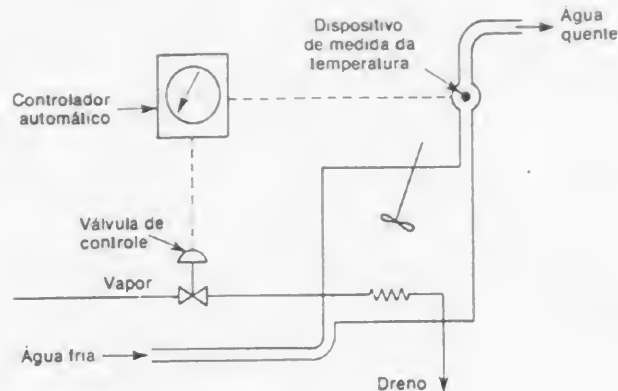 Dispositivo
de medida da
temperatura
Água
quente
Controlador
automático
Válvula de
controle
Vapor
Água fria
Dreno